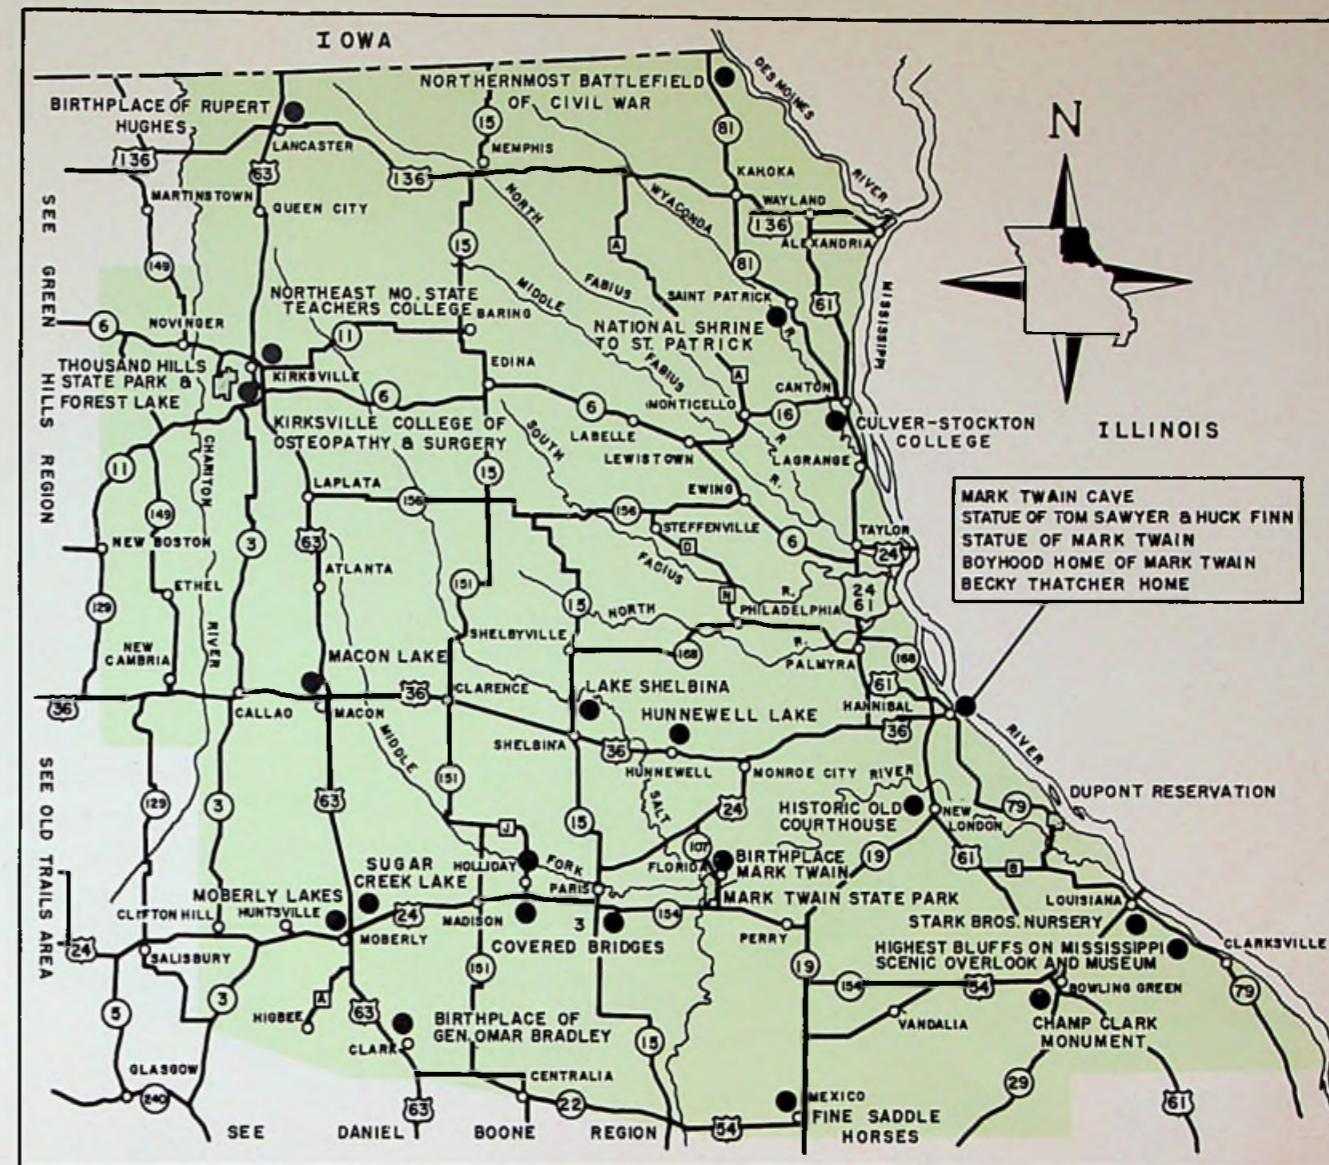 IOWA
NORTHERNMOST BATTLEFIELD
OF CIVIL WAR
DES MOINES
RIVER
BIRTHPLACE OF RUPERT
HUGHES
LANCASTER
15
MEMPHIS
81
N
136
63
136
KAHOKA
MARTINSTOWN
QUEEN CITY
NORTH
WYACONDA
WAYLAND
136
ALEXANDRIA
SEE GREEN HILLS REGION
149
15
A
FABIUS
81
61
MISSISSIPPI
NORTHEAST MO. STATE
TEACHERS COLLEGE
BARING
MIDDLE
SAINT PATRICK
R.
NATIONAL SHRINE
TO ST. PATRICK
6
NOVINGER
11
EDINA
FABIUS
THOUSAND HILLS
STATE PARK &
FOREST LAKE
KIRKSVILLE
6
6
A
MONTICELLO
CANTON
16
CULVER-STOCKTON
COLLEGE
ILLINOIS
KIRKSVILLE COLLEGE OF
OSTEOPATHY & SURGERY
SOUTH
LABELLE
LEWISTOWN
R.
R.
LAGRANGE
11
CHARITON
RIVER
LAPLATA
15
156
EWING
MARK TWAIN CAVE
STATUE OF TOM SAWYER & HUCK FINN
STATUE OF MARK TWAIN
BOYHOOD HOME OF MARK TWAIN
BECKY THATCHER HOME
149
156
STEFFENVILLE
6
TAYLOR
24
NEW BOSTON
3
63
D
FABIUS
R.
ETHEL
ATLANTA
151
15
N
24
61
129
NORTH
PHILADELPHIA
R.
NEW
CAMBRIA
MACON LAKE
SHELBYVILLE
168
PALMYRA
168
61
36
CALLAO
MACON
36
CLARENCE
LAKE SHELBINA
HUNNEWELL LAKE
HANNIBAL
36
MIDDLE
SHELBINA
36
HUNNEWELL
MONROE CITY
RIVER
RIVER
SEE OLD TRAILS AREA
129
3
63
151
15
SALT
24
HISTORIC OLD
COURTHOUSE
NEW
LONDON
79
DUPONT RESERVATION
J
107
19
61
B
SUGAR
CREEK LAKE
HOLLIDAY
FORK
FLORIDA
BIRTHPLACE
MARK TWAIN
MOBERLY LAKES
PARIS
MARK TWAIN STATE PARK
LOUISIANA
CLIFTON HILL
HUNTSVILLE
24
MADISON
3
154
PERRY
STARK BROS. NURSERY
24
SALISBURY
MOBERLY
COVERED BRIDGES
HIGHEST BLUFFS ON MISSISSIPPI
SCENIC OVERLOOK AND MUSEUM
CLARKSVILLE
5
3
A
151
19
154
54
BOWLING GREEN
79
HIGBEE
63
BIRTHPLACE OF
GEN. OMAR BRADLEY
VANDALIA
CHAMP CLARK
MONUMENT
CLARK
15
GLASGOW
CENTRALIA
29
240
63
22
54
MEXICO
FINE SADDLE
HORSES
61
SEE DANIEL BOONE REGION